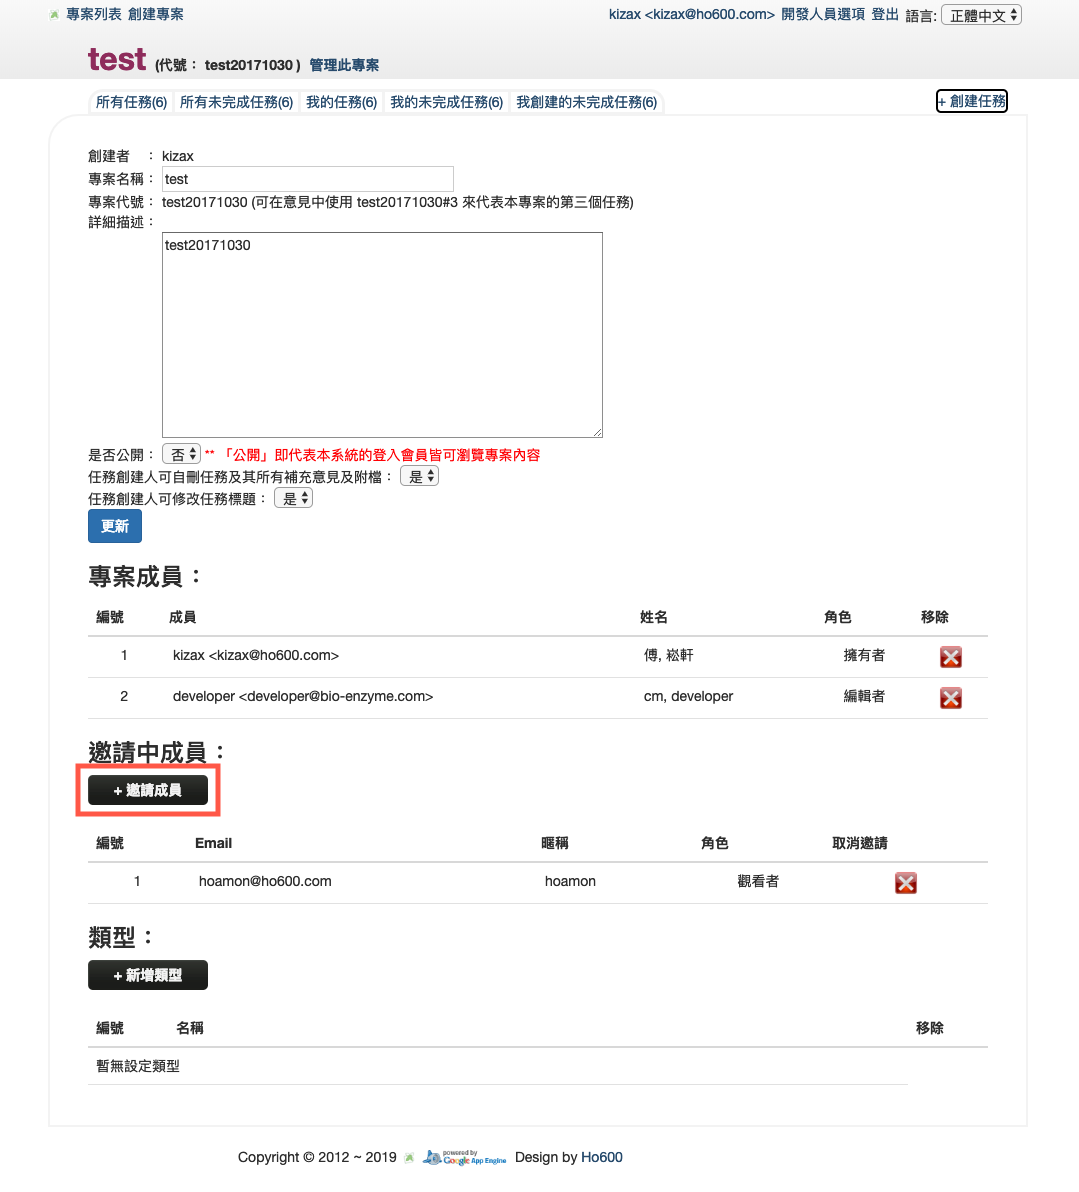 專案列表 創建專案 kizax <kizax@ho600.com> 開發人員選項 登出 語言: 正體中文
test (代號： test20171030 ) 管理此專案
所有任務(6) 所有未完成任務(6) 我的任務(6) 我的未完成任務(6) 我創建的未完成任務(6) + 創建任務
創建者 ： kizax
專案名稱： test
專案代號： test20171030 (可在意見中使用 test20171030#3 來代表本專案的第三個任務)
詳細描述：
test20171030
是否公開： 否 ** 「公開」即代表本系統的登入會員皆可瀏覽專案內容
任務創建人可自刪任務及其所有補充意見及附檔： 是
任務創建人可修改任務標題： 是
更新
專案成員：
編號 成員 姓名 角色 移除
1 kizax <kizax@ho600.com> 傅, 崧軒 擁有者
2 developer <developer@bio-enzyme.com> cm, developer 編輯者
邀請中成員：
+ 邀請成員
編號 Email 暱稱 角色 取消邀請
1 hoamon@ho600.com hoamon 觀看者
類型：
+ 新增類型
編號 名稱 移除
暫無設定類型
Copyright © 2012 ~ 2019 powered by Google App Engine Design by Ho600